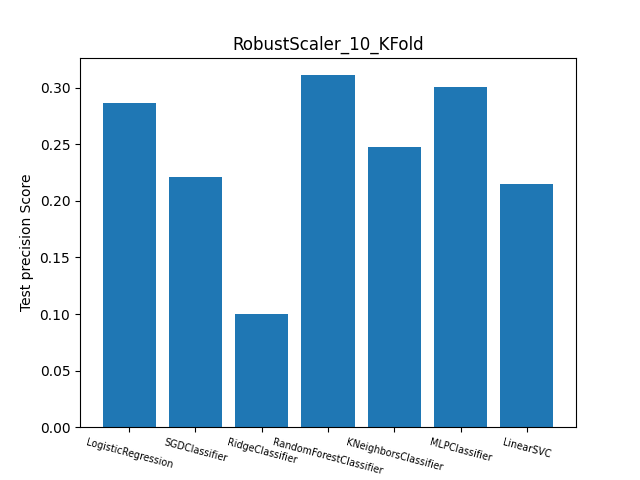 RobustScaler_10_KFold
Test precision Score
0.30
0.25
0.20
0.15
0.10
0.05
0.00
LogisticRegression
SGDClassifier
RidgeClassifier
RandomForestClassifier
KNeighborsClassifier
MLPClassifier
LinearSVC